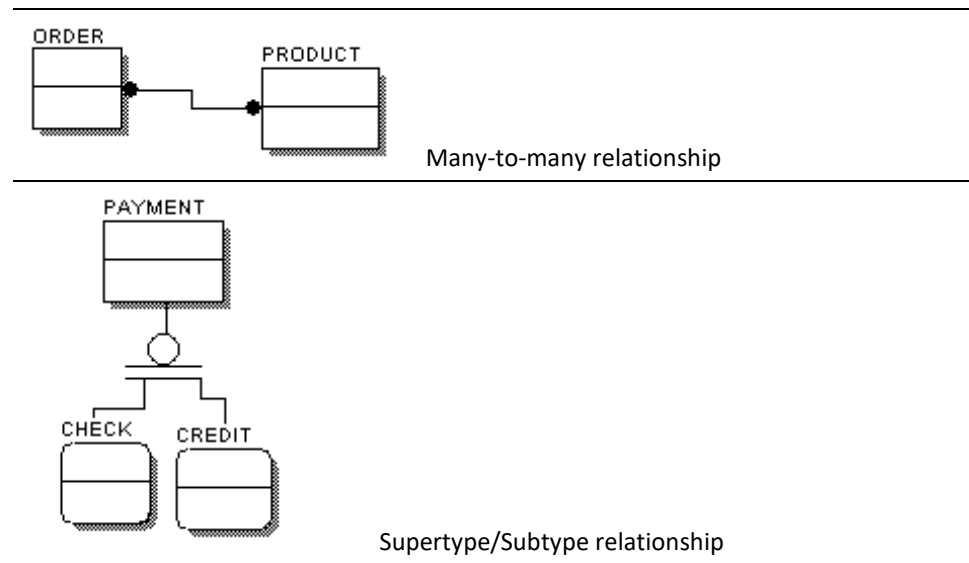 ORDER
PRODUCT
Many-to-many relationship
PAYMENT
CHECK
CREDIT
Supertype/Subtype relationship